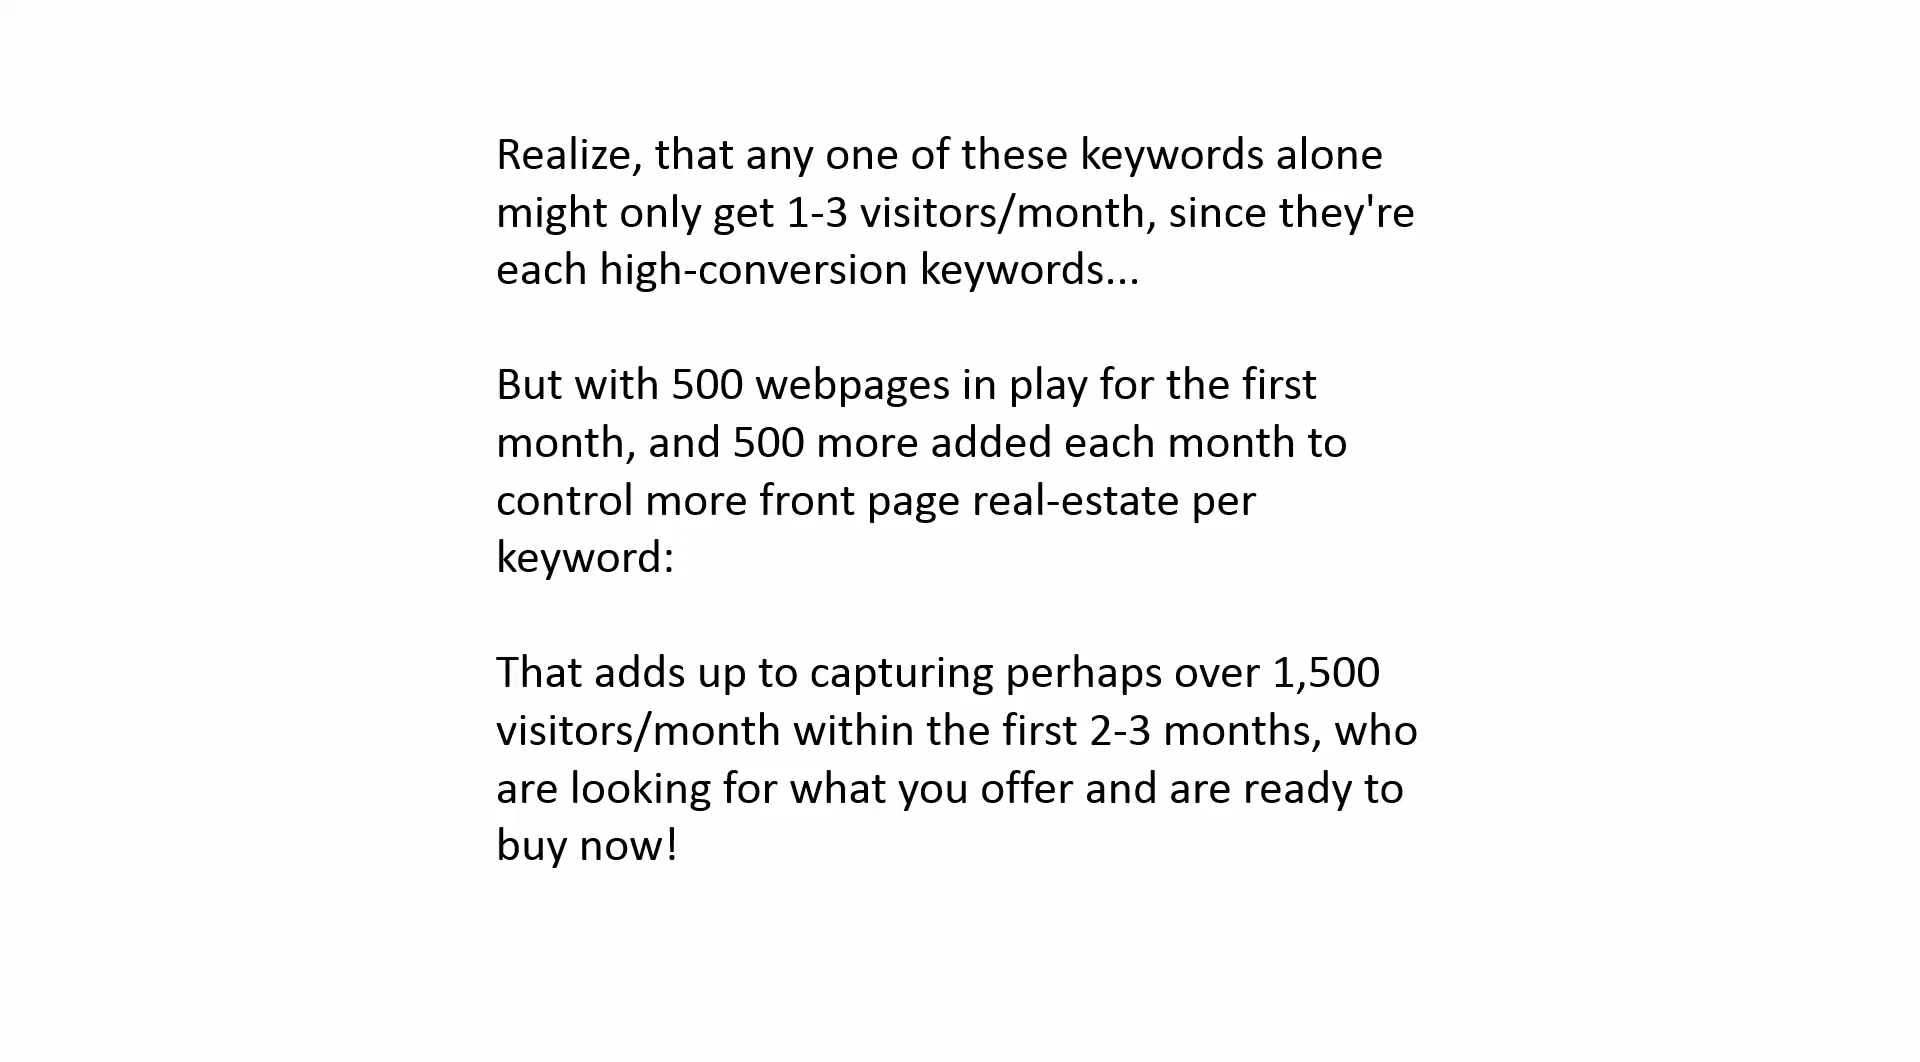 Realize, that any one of these keywords alone
might only get 1-3 visitors/month, since they're
each high-conversion keywords...
But with 500 webpages in play for the first
month, and 500 more added each month to
control more front page real-estate per
keyword:
That adds up to capturing perhaps over 1,500
visitors/month within the first 2-3 months, who
are looking for what you offer and are ready to
buy now!